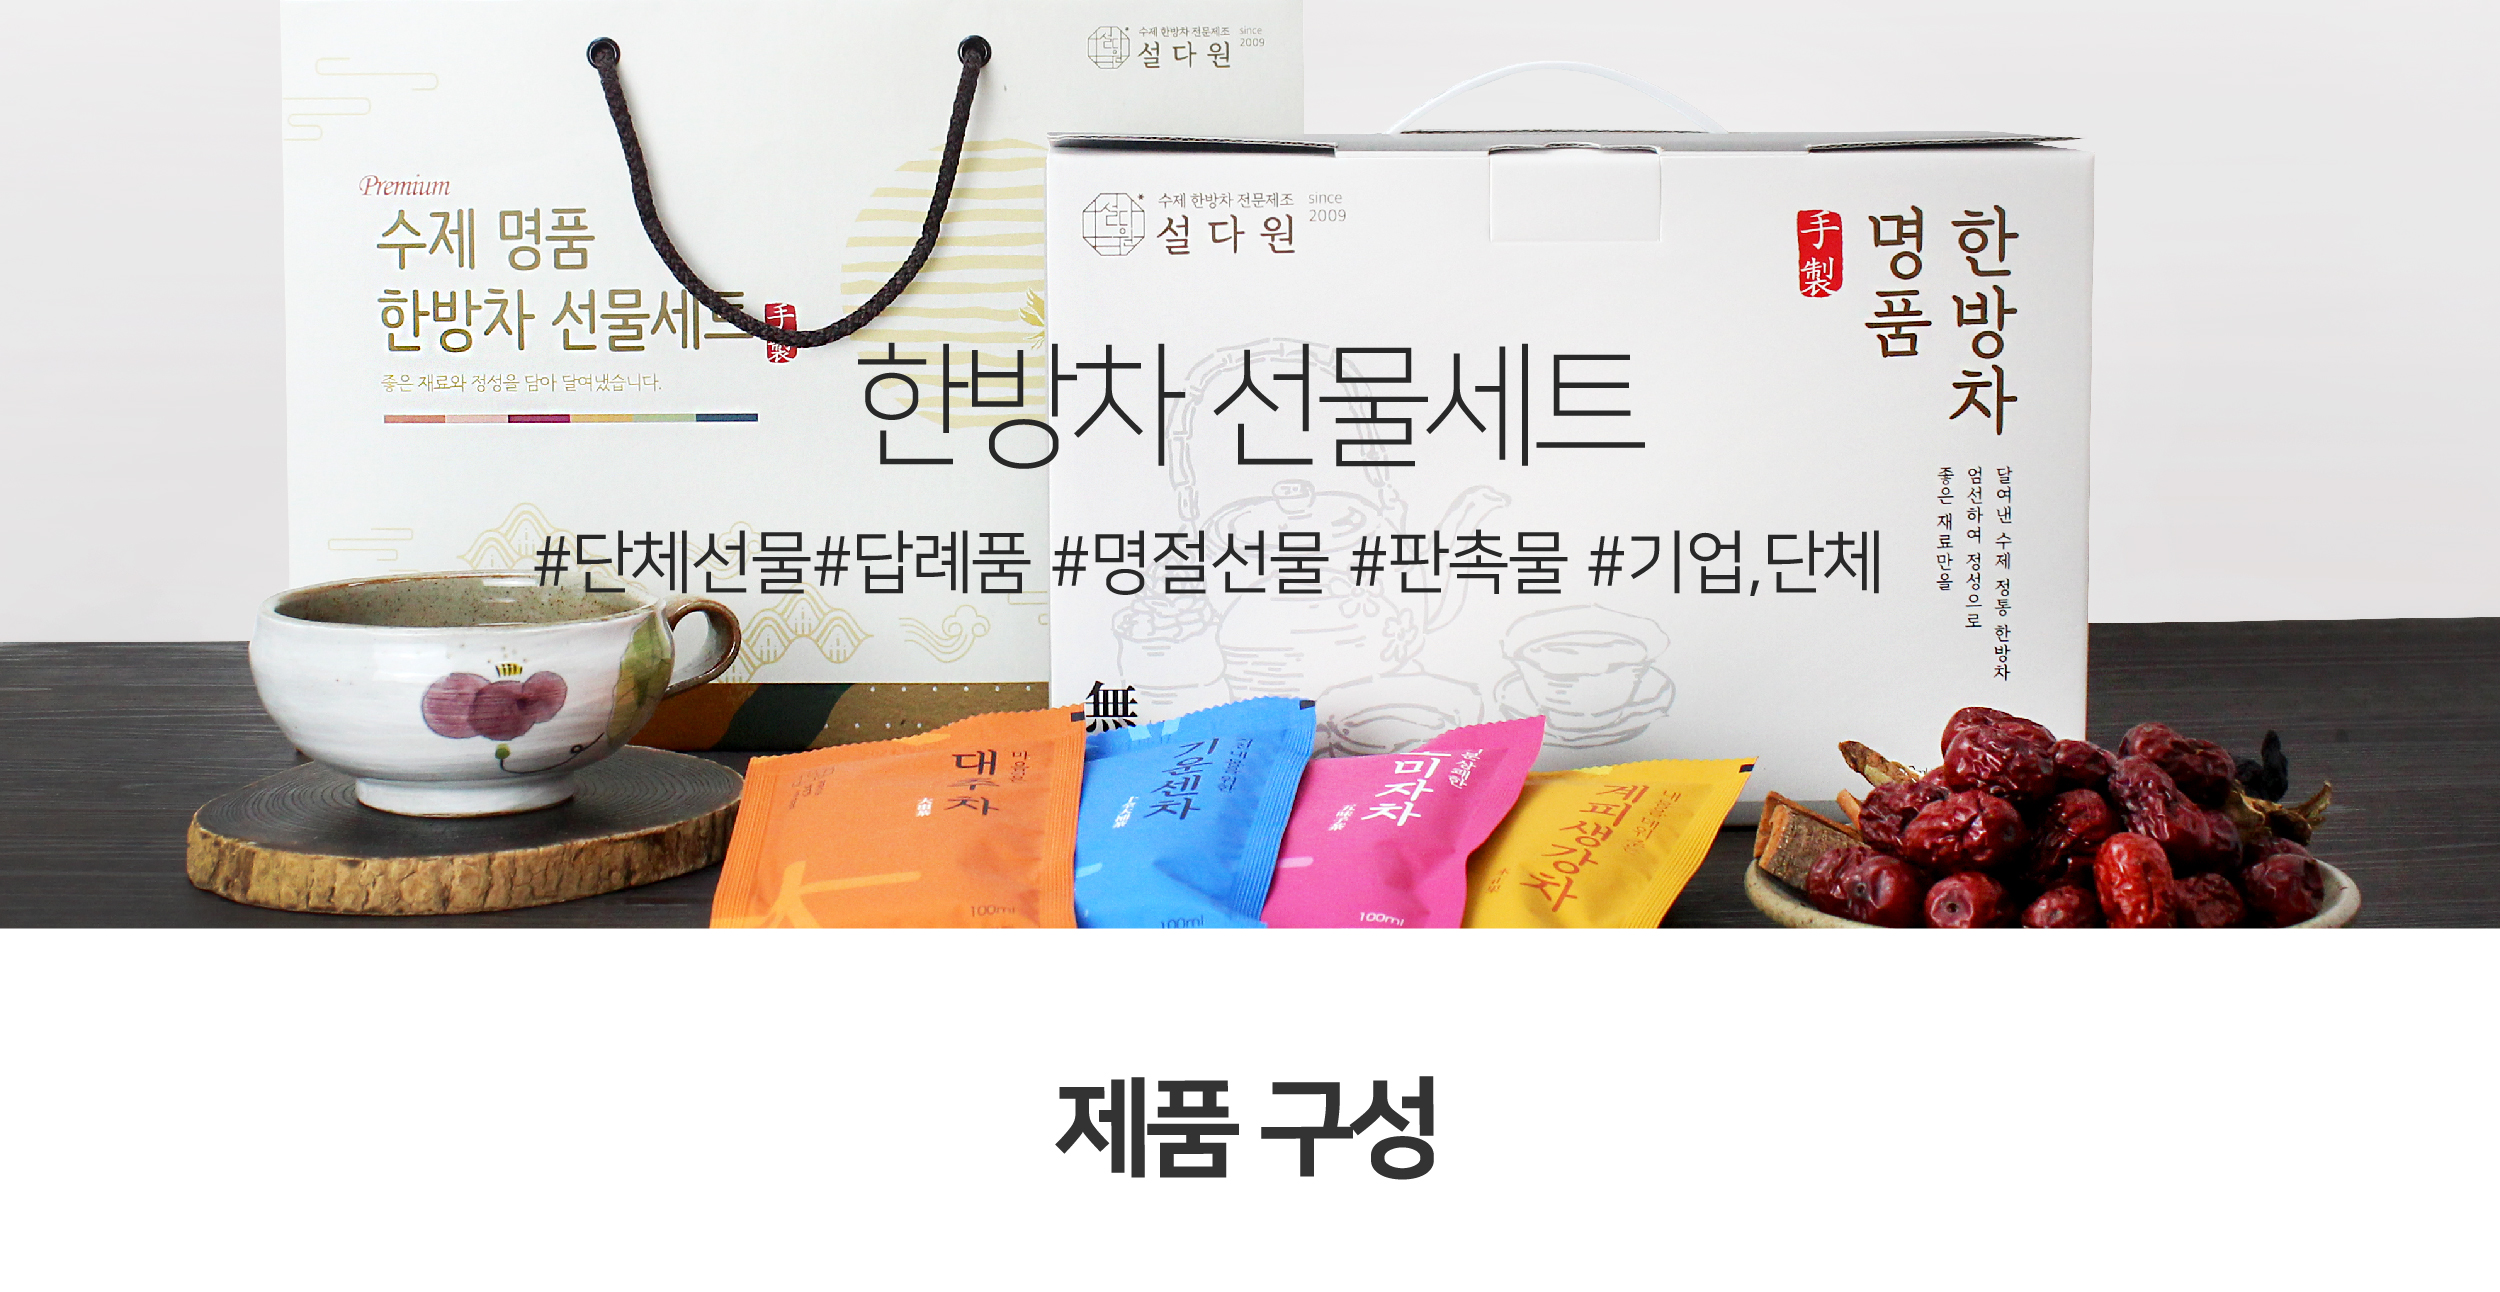 수제 한방차 전문제조
설다원
since
2009
Premium
수제 명품
한방차 선물세트
手製
좋은 재료와 정성을 담아 달여냈습니다.
수제 한방차 전문제조
설다원
since
2009
한방차
명품
手製
좋은 재료만을
엄선하여 정성으로
달여낸 수제 정통 한방차
한방차 선물세트
#단체선물#답례품 #명절선물 #판촉물 #기업,단체
無
대추차
100ml
기운센차
100ml
미자차
100ml
계피생강차
제품 구성